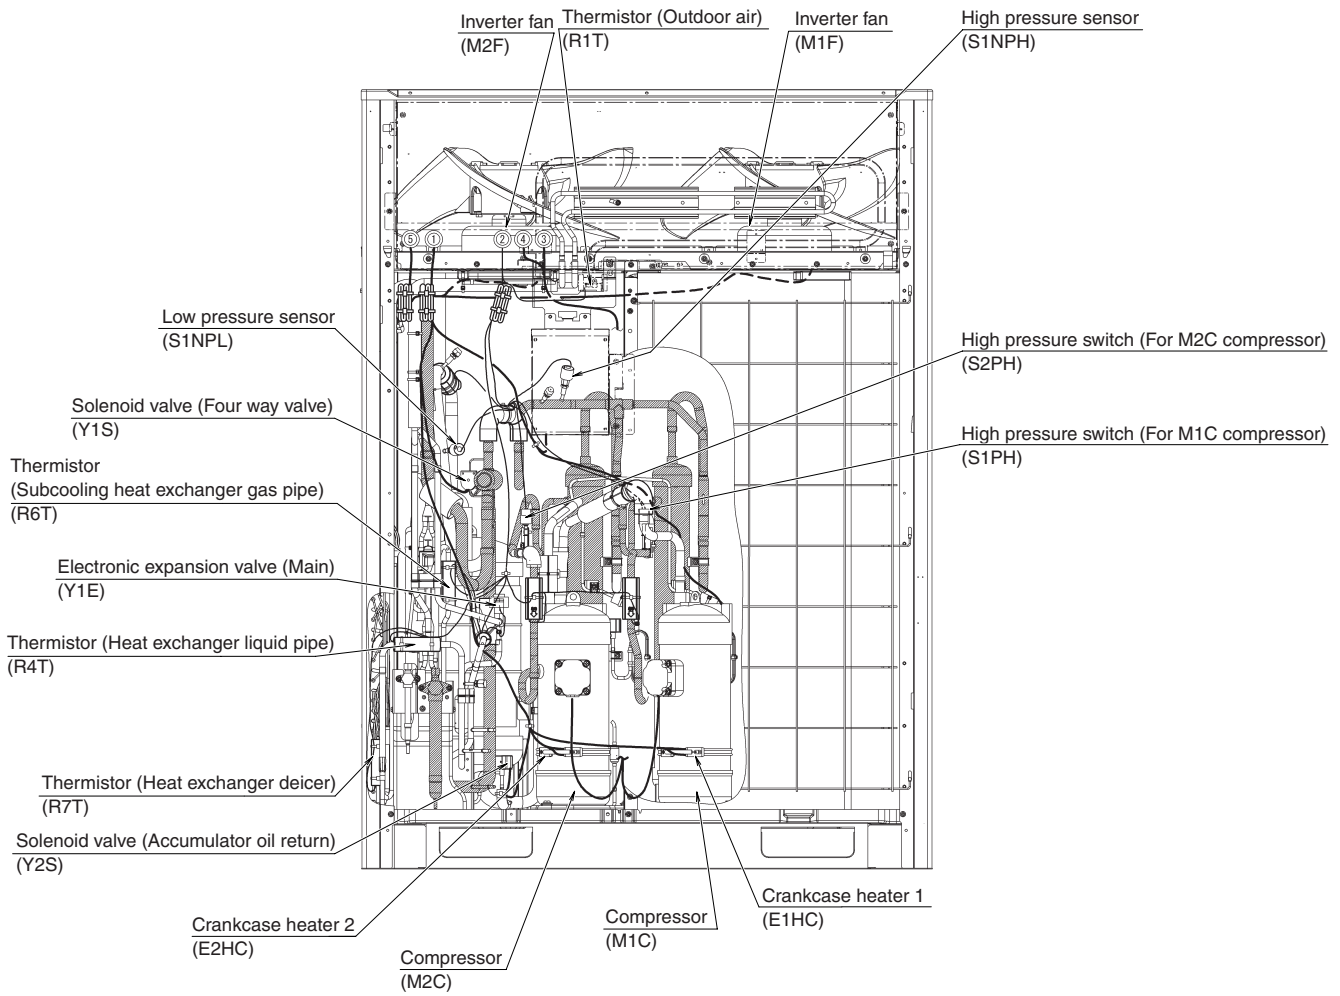 Inverter fan
(M2F)
Thermistor (Outdoor air)
(R1T)
Inverter fan
(M1F)
High pressure sensor
(S1NPH)
5 1 2 4 3
Low pressure sensor
(S1NPL)
High pressure switch (For M2C compressor)
(S2PH)
Solenoid valve (Four way valve)
(Y1S)
High pressure switch (For M1C compressor)
(S1PH)
Thermistor
(Subcooling heat exchanger gas pipe)
(R6T)
Electronic expansion valve (Main)
(Y1E)
Thermistor (Heat exchanger liquid pipe)
(R4T)
Thermistor (Heat exchanger deicer)
(R7T)
Solenoid valve (Accumulator oil return)
(Y2S)
Crankcase heater 2
(E2HC)
Compressor
(M2C)
Compressor
(M1C)
Crankcase heater 1
(E1HC)